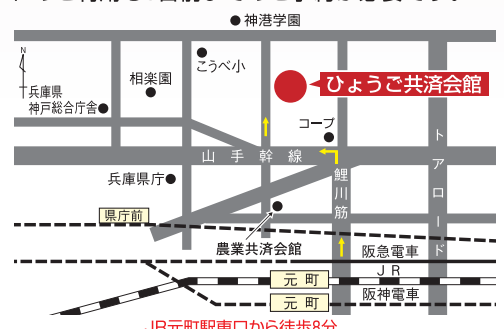 ●神港学園
N
こうべ小
相楽園
ひょうご共済会館
兵庫県
神戸総合庁舎
コープ
トアロード
山手幹線
兵庫県庁
鯉川筋
県庁前
農業共済会館
阪急電車
JR
元町
阪神電車
元町
JR元町駅東口から徒歩8分